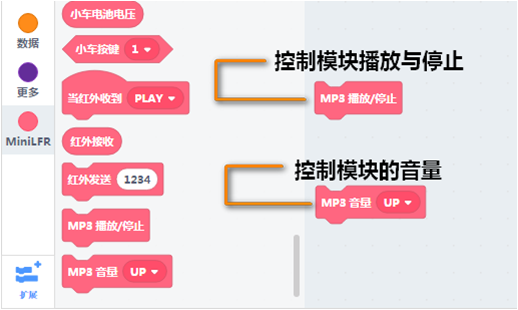 数据
更多
MiniLFR
扩展
小车电池电压
小车按键 1
当红外收到 PLAY
红外接收
红外发送 1234
MP3 播放/停止
MP3 音量 UP
控制模块播放与停止
MP3 播放/停止
控制模块的音量
MP3 音量 UP